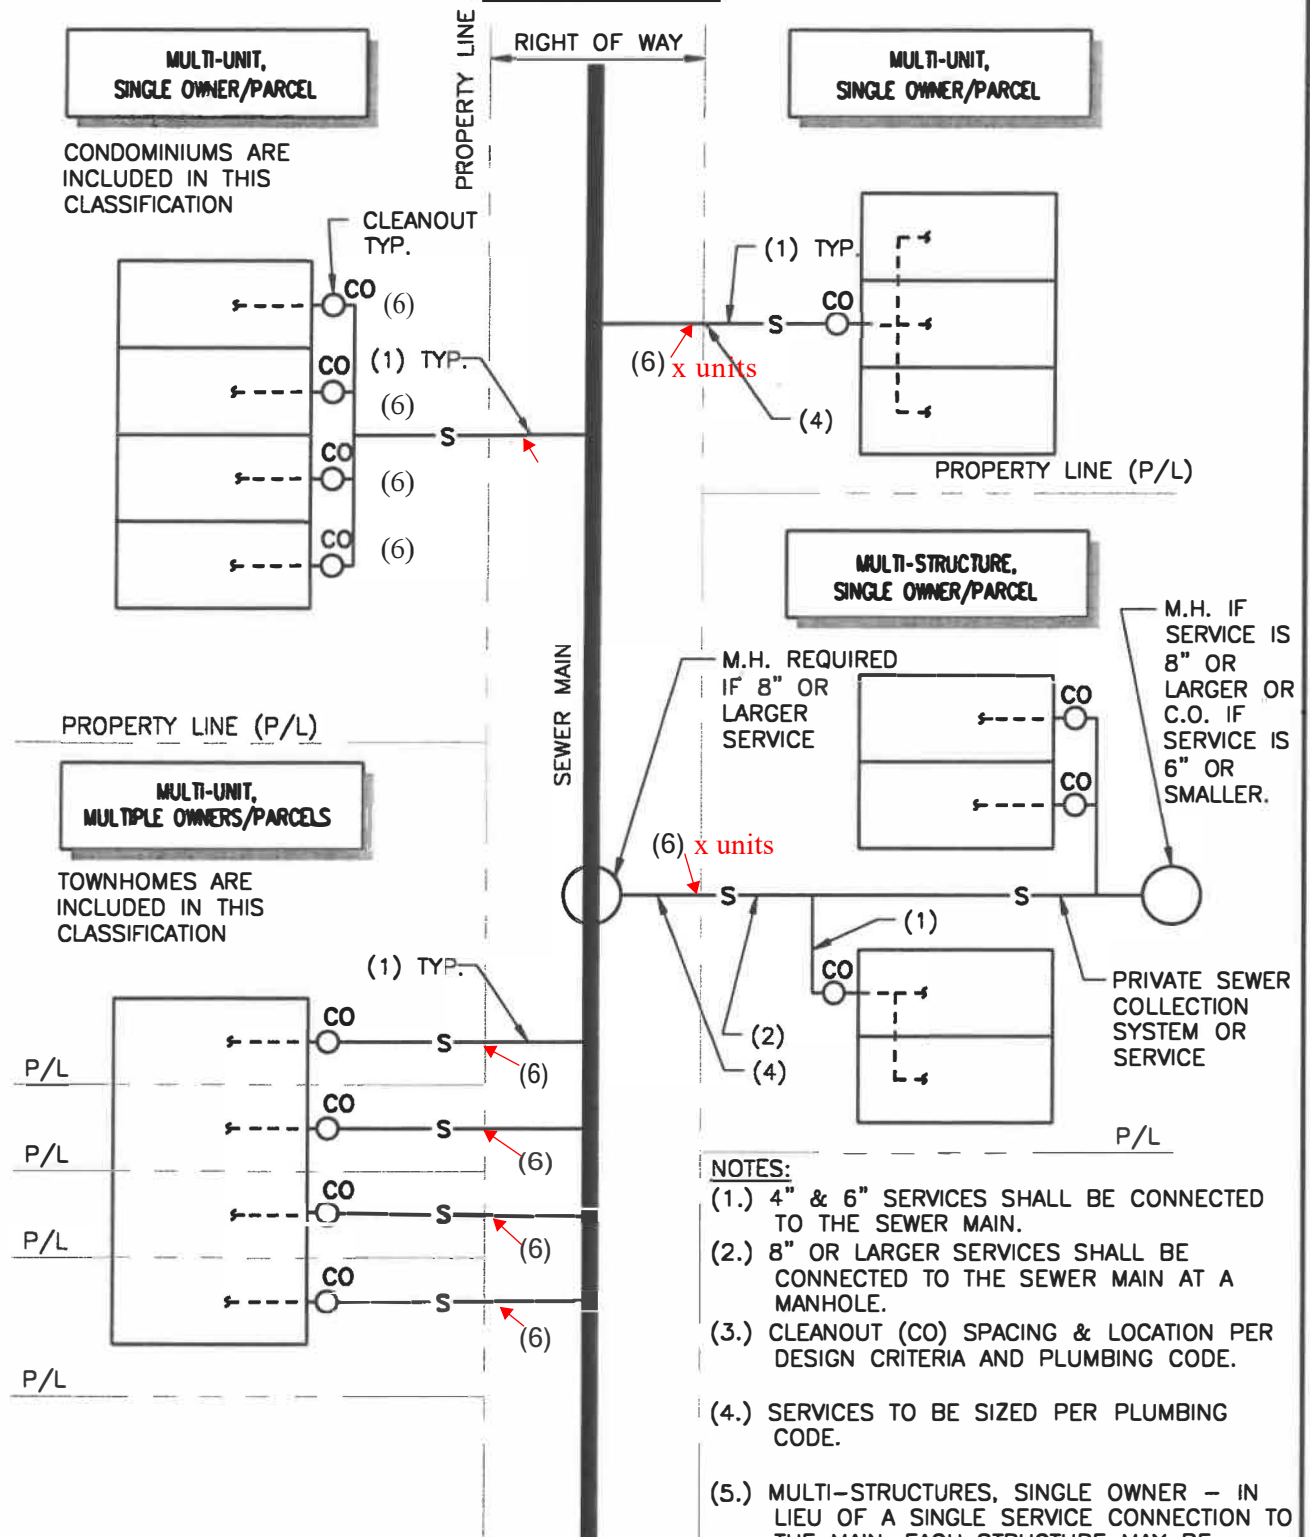 PROPERTY LINE
RIGHT OF WAY
MULTI-UNIT,
SINGLE OWNER/PARCEL
CONDOMINIUMS ARE
INCLUDED IN THIS
CLASSIFICATION
CLEANOUT
TYP.
CO (6)
CO
(1) TYP.
(6)
S
CO
(6)
CO
(6)
MULTI-UNIT,
SINGLE OWNER/PARCEL
(1) TYP.
CO
S
(6) x units
(4)
PROPERTY LINE (P/L)
MULTI-STRUCTURE,
SINGLE OWNER/PARCEL
M.H. IF
SERVICE IS
8" OR
LARGER OR
C.O. IF
SERVICE IS
6" OR
SMALLER.
SEWER MAIN
M.H. REQUIRED
IF 8" OR
LARGER
SERVICE
CO
CO
(6) x units
S
S
(1)
CO
(2)
(4)
PRIVATE SEWER
COLLECTION
SYSTEM OR
SERVICE
P/L
PROPERTY LINE (P/L)
MULTI-UNIT,
MULTIPLE OWNERS/PARCELS
TOWNHOMES ARE
INCLUDED IN THIS
CLASSIFICATION
(1) TYP.
CO
S
(6)
P/L
CO
S
(6)
P/L
CO
S
(6)
P/L
CO
S
(6)
P/L
NOTES:
(1.) 4" & 6" SERVICES SHALL BE CONNECTED
TO THE SEWER MAIN.
(2.) 8" OR LARGER SERVICES SHALL BE
CONNECTED TO THE SEWER MAIN AT A
MANHOLE.
(3.) CLEANOUT (CO) SPACING & LOCATION PER
DESIGN CRITERIA AND PLUMBING CODE.
(4.) SERVICES TO BE SIZED PER PLUMBING
CODE.
(5.) MULTI-STRUCTURES, SINGLE OWNER – IN
LIEU OF A SINGLE SERVICE CONNECTION TO
THE MAIN, EACH STRUCTURE MAY BE